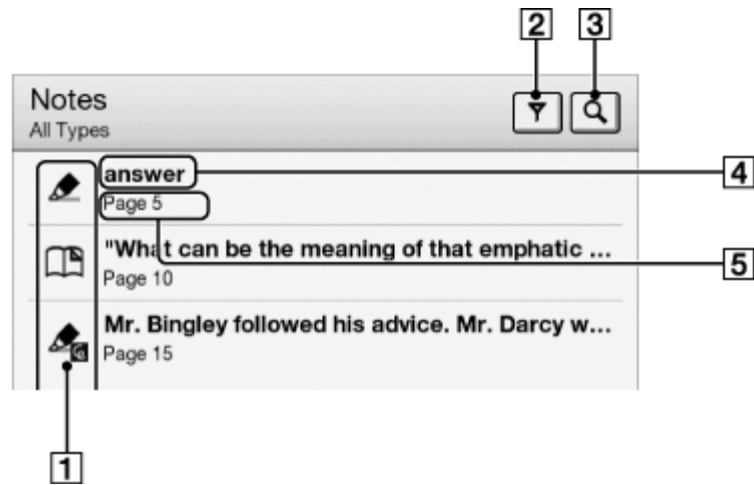 2 3
Notes
All Types
answer
4
Page 5
"What can be the meaning of that emphatic ...
5
Page 10
Mr. Bingley followed his advice. Mr. Darcy w...
Page 15
1